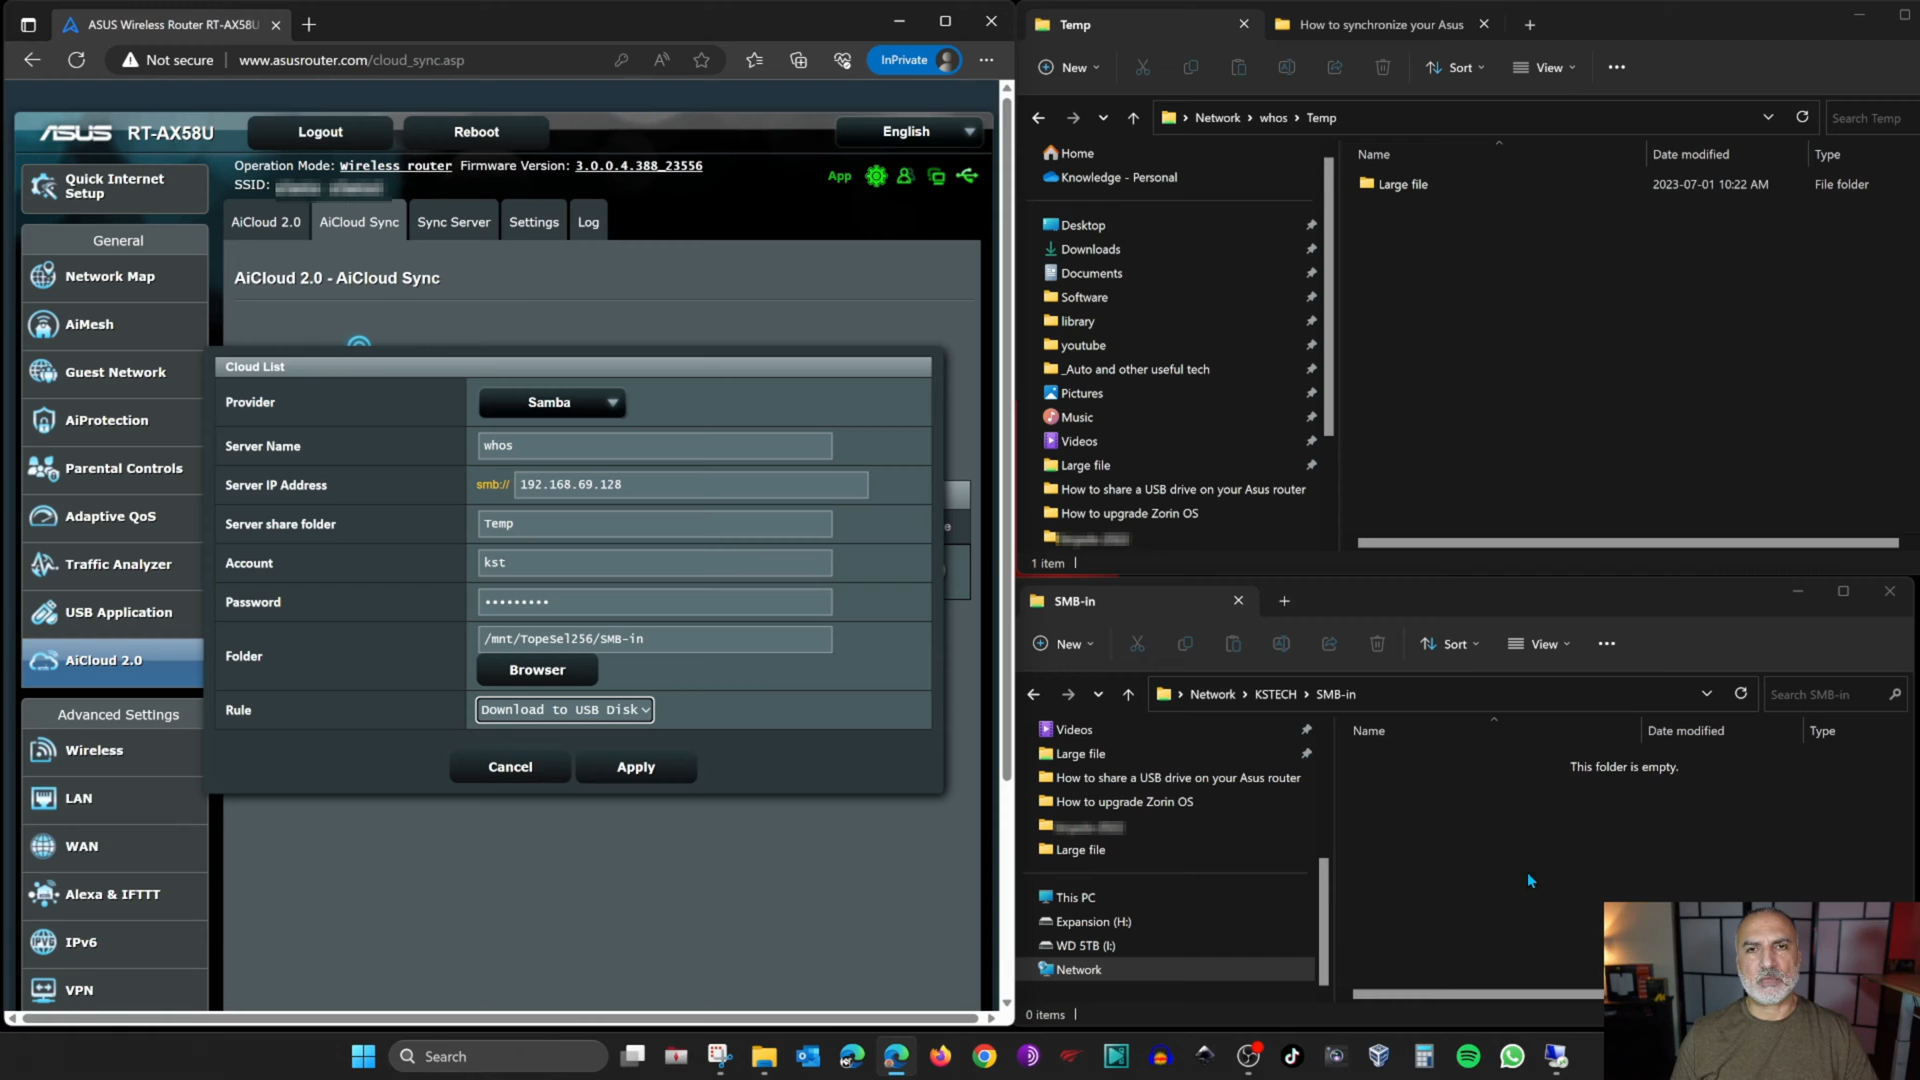 ASUS Wireless Router RT-AX58U
Not secure
www.asusrouter.com/cloud_sync.asp
InPrivate
ASUS RT-AX58U
Logout
Reboot
English
Operation Mode: Wireless router Firmware Version: 3.0.0.4.388_23556
SSID:
App
Quick Internet
Setup
General
Network Map
AiMesh
Guest Network
AiProtection
Parental Controls
Adaptive QoS
Traffic Analyzer
USB Application
AiCloud 2.0
Advanced Settings
Wireless
LAN
WAN
Alexa & IFTTT
IPv6
VPN
AiCloud 2.0
AiCloud Sync
Sync Server
Settings
Log
AiCloud 2.0 - AiCloud Sync
Cloud List
Provider
Samba
Server Name
whos
Server IP Address
smb://
192.168.69.128
Server share folder
Temp
Account
kst
Password
•••••••••
Folder
/mnt/TopeSel256/SMB-in
Browser
Rule
Download to USB Disk
Cancel
Apply
Temp
How to synchronize your Asus
New
Sort
View
Network > whos > Temp
Search Temp
Home
Knowledge - Personal
Desktop
Downloads
Documents
Software
library
youtube
_Auto and other useful tech
Pictures
Music
Videos
Large file
How to share a USB drive on your Asus router
How to upgrade Zorin OS
Name
Date modified
Type
Large file
2023-07-01 10:22 AM
File folder
1 item
SMB-in
New
Sort
View
Network > KSTECH > SMB-in
Search SMB-in
Videos
Large file
How to share a USB drive on your Asus router
How to upgrade Zorin OS
Large file
This PC
Expansion (H:)
WD 5TB (I:)
Network
Name
Date modified
Type
This folder is empty.
0 items
Search